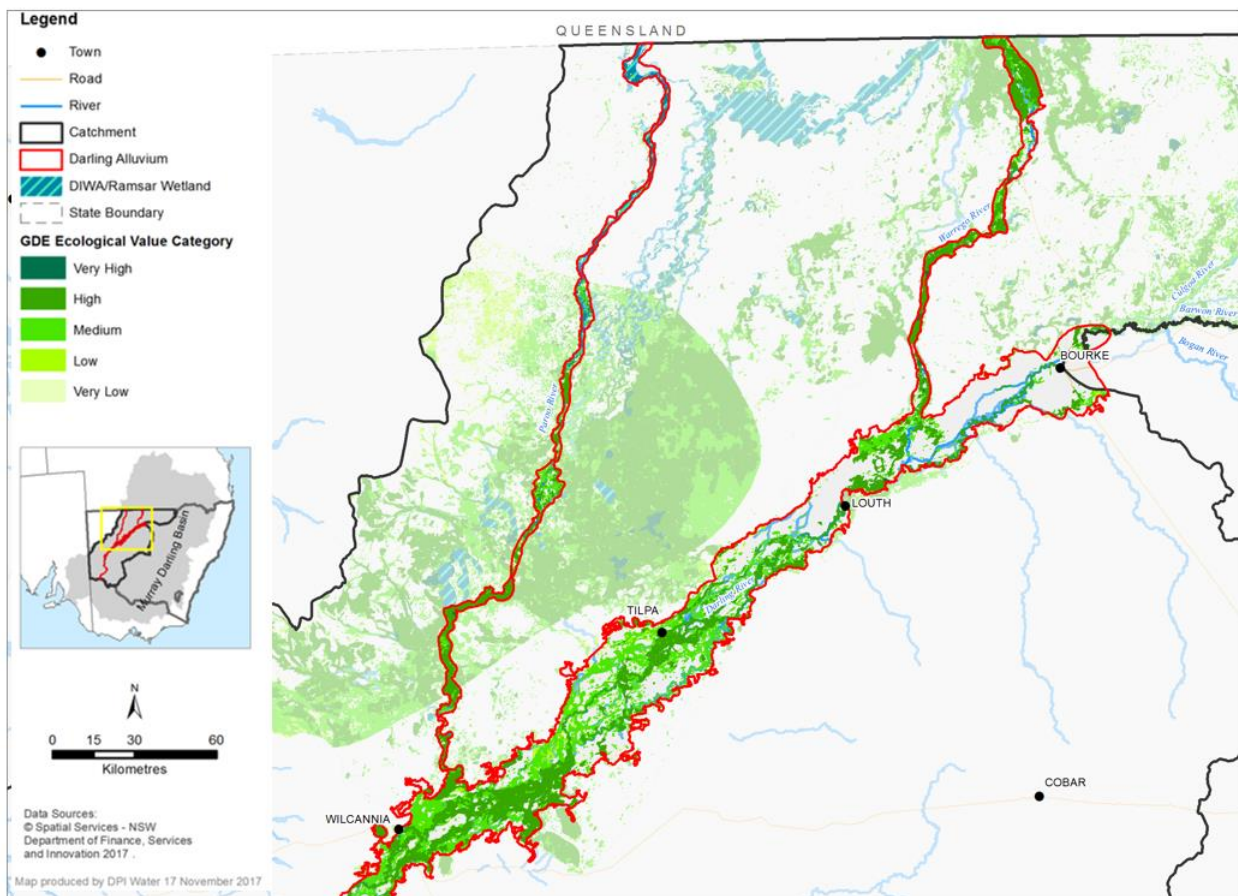 Legend
Town
Road
River
Catchment
Darling Alluvium
DIWA/Ramsar Wetland
State Boundary
GDE Ecological Value Category
Very High
High
Medium
Low
Very Low
Murray Darling Basin
N
0 15 30 60
Kilometres
Data Sources:
© Spatial Services - NSW
Department of Finance, Services
and Innovation 2017 .
Map produced by DPI Water 17 November 2017
QUEENSLAND
Warrego River
Culgoa River
Barwon River
Bogan River
BOURKE
Paroo River
LOUTH
Darling River
TILPA
COBAR
WILCANNIA